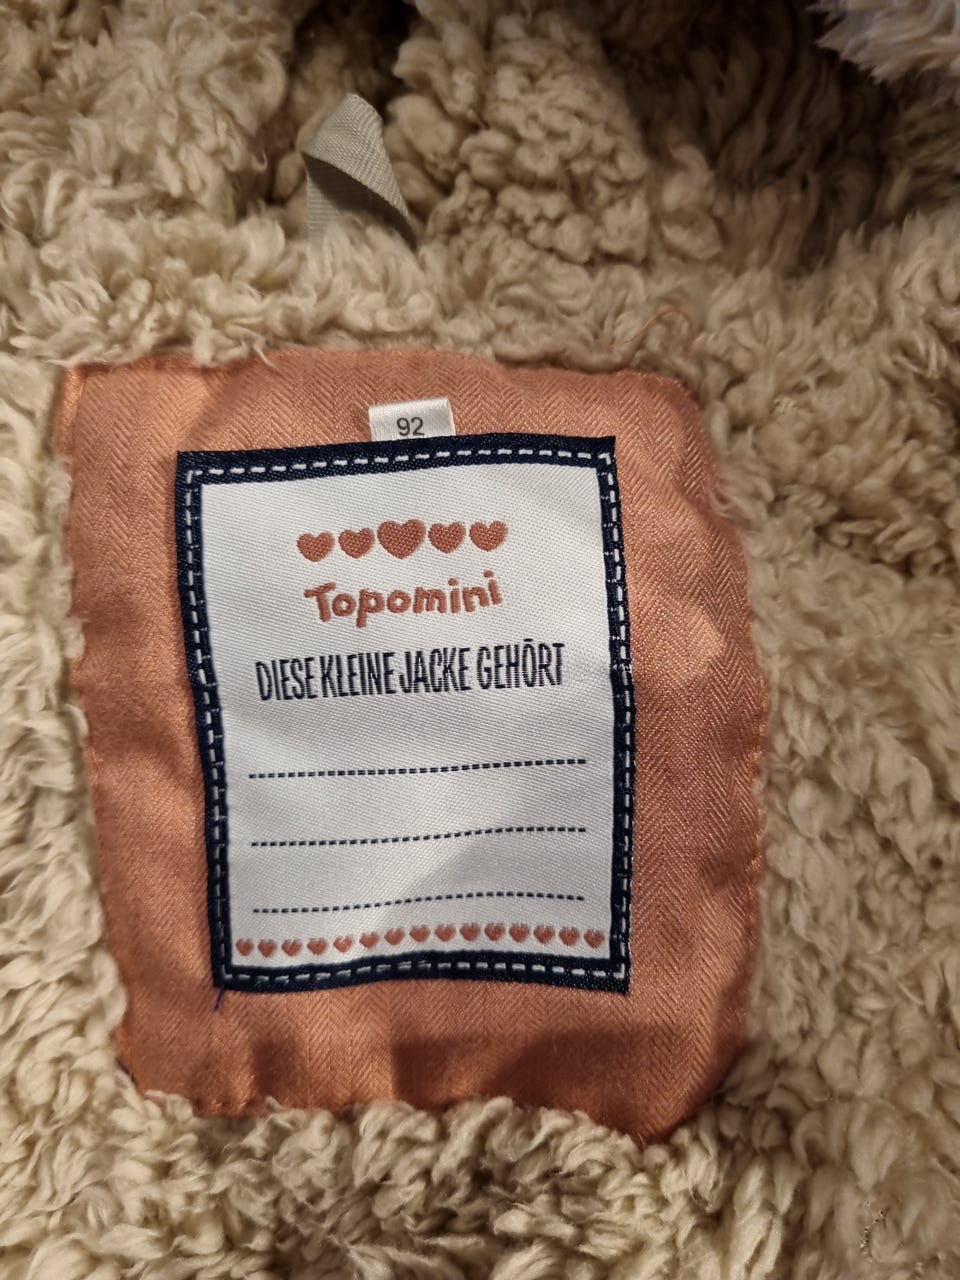 92
Topomini
DIESE KLEINE JACKE GEHÖRT